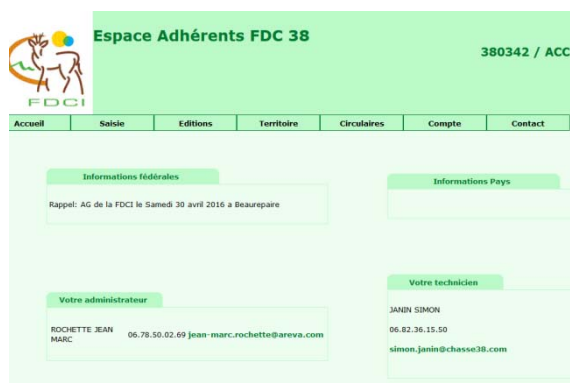 Espace Adhérents FDC 38
380342 / ACC
FDCI
Accueil Saisie Editions Territoire Circulaires Compte Contact
Informations fédérales
Rappel: AG de la FDCI le Samedi 30 avril 2016 a Beaurepaire
Informations Pays
Votre administrateur
ROCHETTE JEAN
MARC
06.78.50.02.69 jean-marc.rochette@areva.com
Votre technicien
JANIN SIMON
06.82.36.15.50
simon.janin@chasse38.com